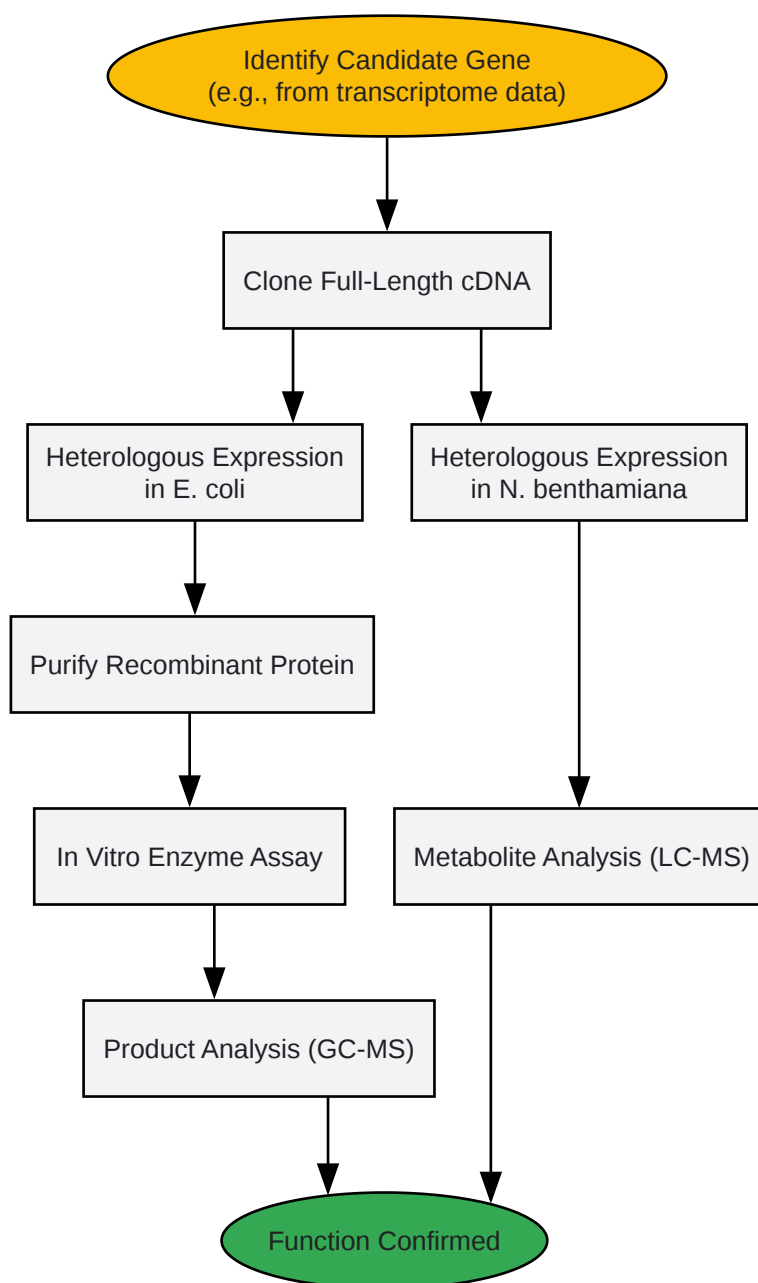 Identify Candidate Gene
(e.g., from transcriptome data)
Clone Full-Length cDNA
Heterologous Expression
in E. coli
Heterologous Expression
in N. benthamiana
Purify Recombinant Protein
In Vitro Enzyme Assay
Metabolite Analysis (LC-MS)
Product Analysis (GC-MS)
Function Confirmed